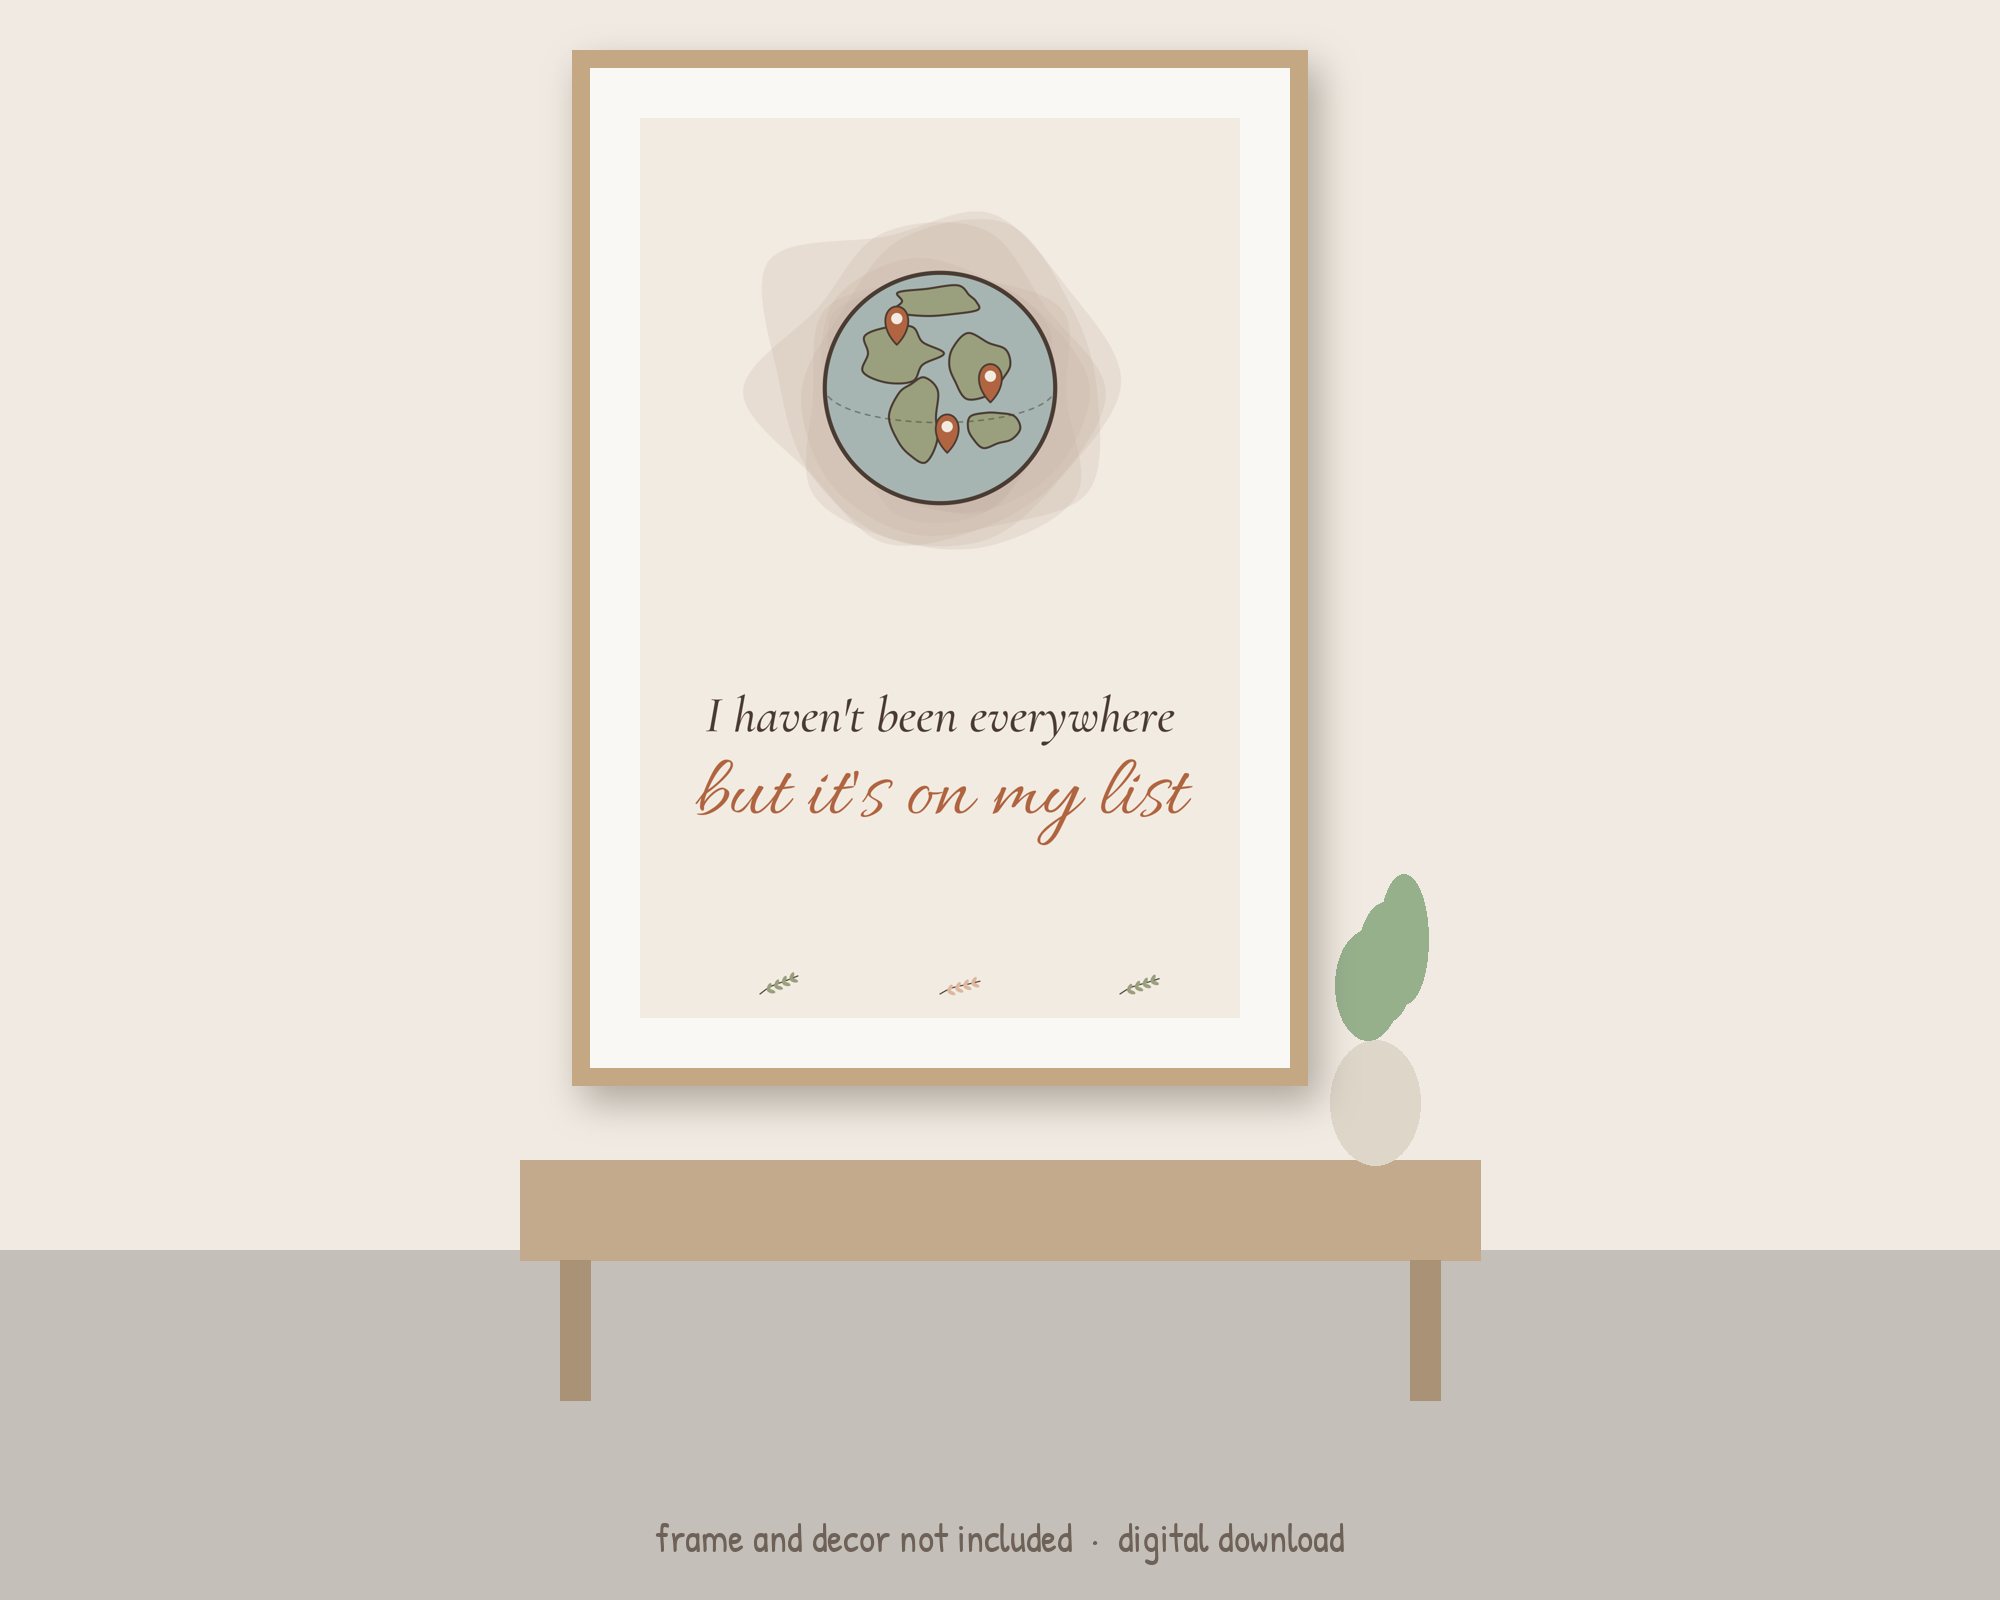 I haven't been everywhere
but it's on my list
frame and decor not included · digital download